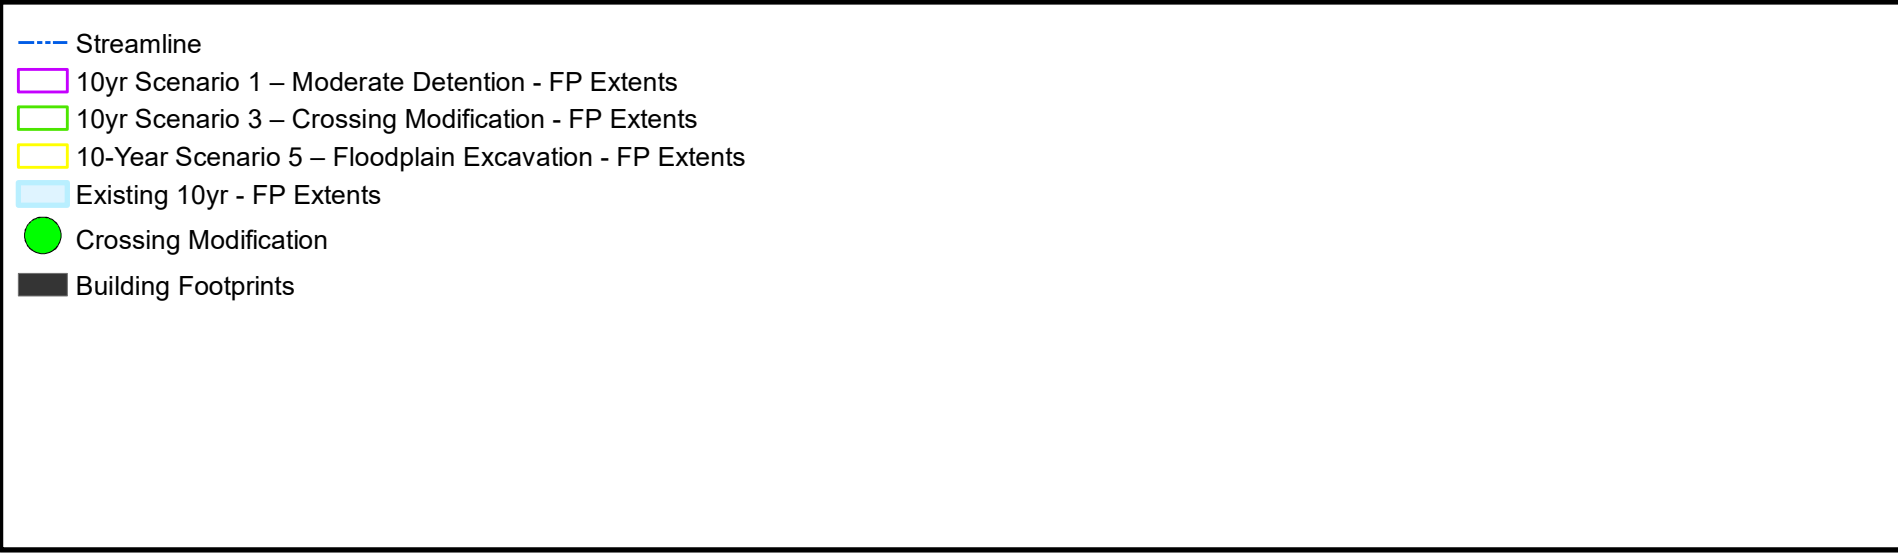 Streamline
10yr Scenario 1 – Moderate Detention - FP Extents
10yr Scenario 3 – Crossing Modification - FP Extents
10-Year Scenario 5 – Floodplain Excavation - FP Extents
Existing 10yr - FP Extents
Crossing Modification
Building Footprints